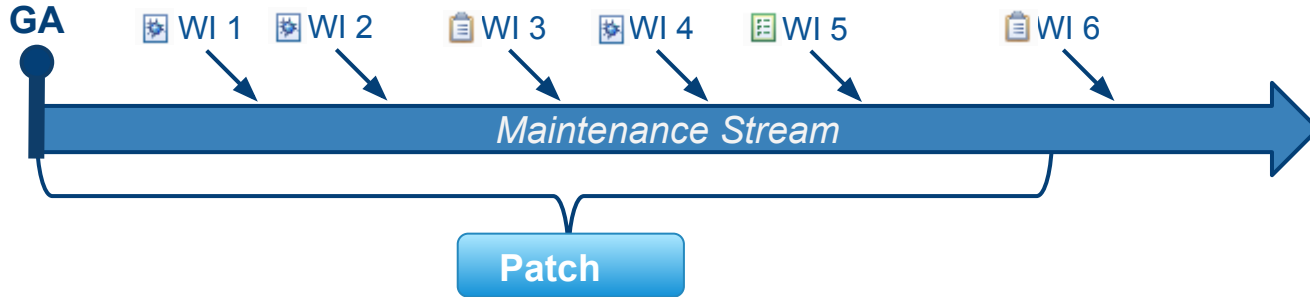 GA
WI 1
WI 2
WI 3
WI 4
WI 5
WI 6
Maintenance Stream
Patch